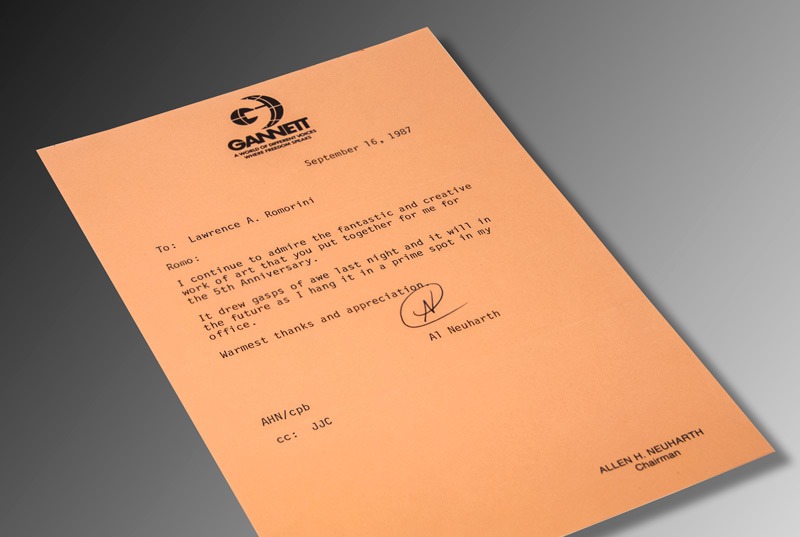 GANNETT
A WORLD OF DIFFERENT VOICES
WHERE FREEDOM SPEAKS
September 16, 1987
To: Lawrence A. Romorini
Romo:
I continue to admire the fantastic and creative
work of art that you put together for me for
the 5th Anniversary.
It drew gasps of awe last night and it will in
the future as I hang it in a prime spot in my
office.
Warmest thanks and appreciation.
Al Neuharth
AHN/cpb
cc: JJC
ALLEN H. NEUHARTH
Chairman